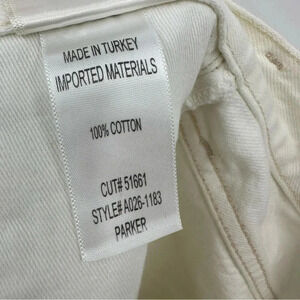 MADE IN TURKEY
IMPORTED MATERIALS
100% COTTON
CUT# 51661
STYLE# A026-1183
PARKER